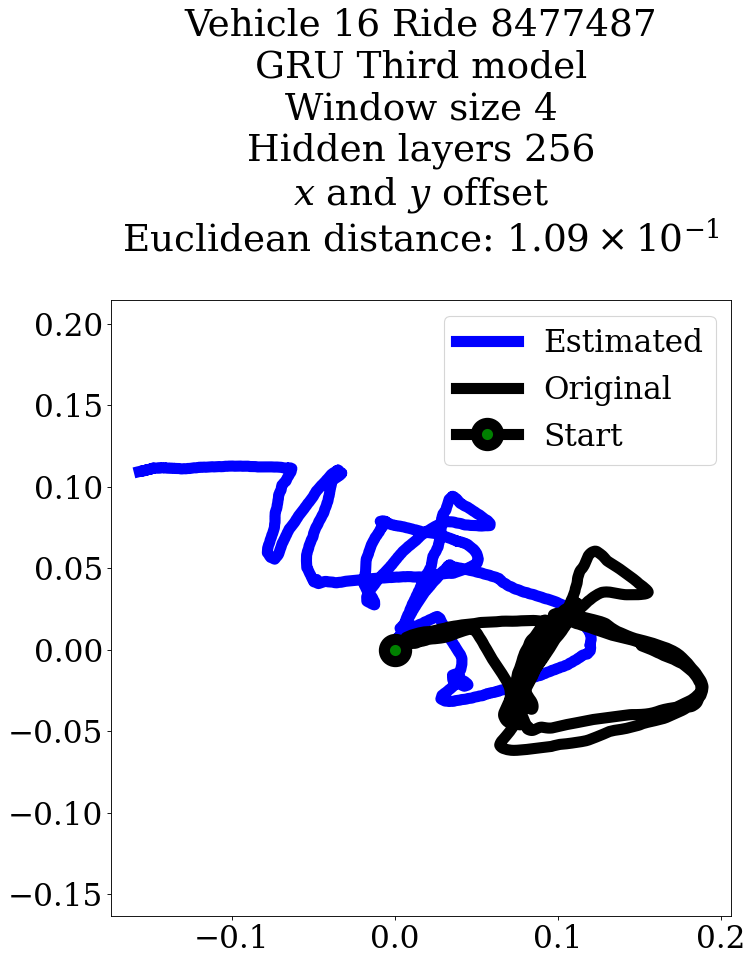 Vehicle 16 Ride 8477487
GRU Third model
Window size 4
Hidden layers 256
x and y offset
Euclidean distance: 1.09 × 10⁻¹
Estimated
Original
Start
0.20
0.15
0.10
0.05
0.00
−0.05
−0.10
−0.15
−0.1 0.0 0.1 0.2